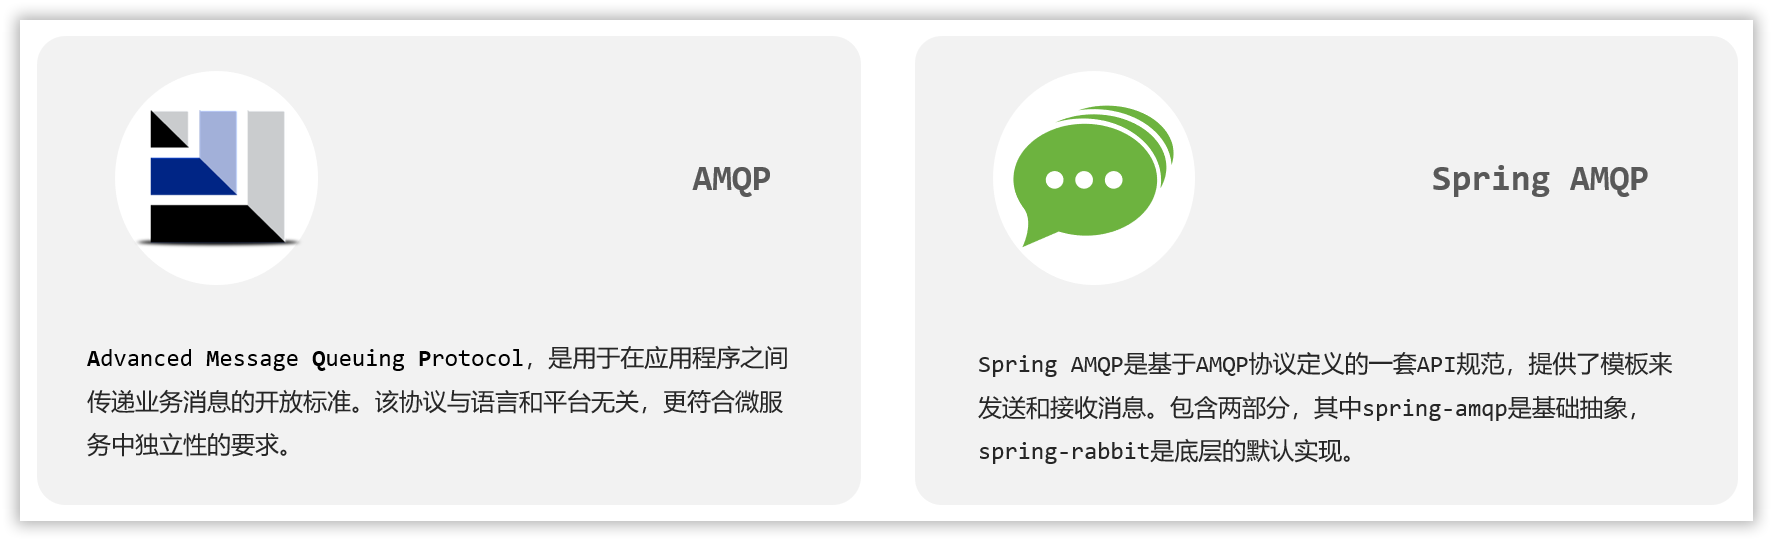 AMQP
Advanced Message Queuing Protocol，是用于在应用程序之间
传递业务消息的开放标准。该协议与语言和平台无关，更符合微服
务中独立性的要求。
Spring AMQP
Spring AMQP是基于AMQP协议定义的一套API规范，提供了模板来
发送和接收消息。包含两部分，其中spring-amqp是基础抽象，
spring-rabbit是底层的默认实现。